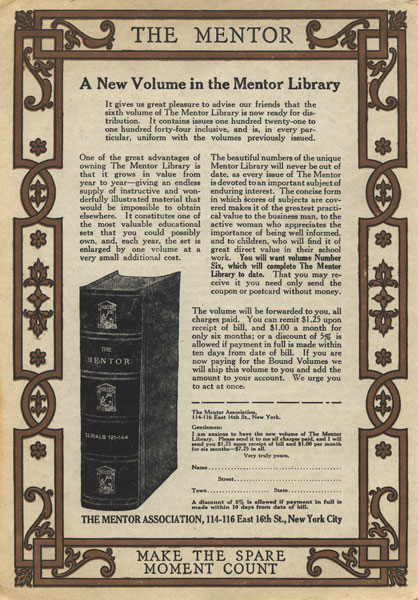 THE MENTOR
A New Volume in the Mentor Library
It gives us great pleasure to advise our friends that the
sixth volume of The Mentor Library is now ready for dis-
tribution. It contains issues one hundred twenty-one to
one hundred forty-four inclusive, and is, in every par-
ticular, uniform with the volumes previously issued.
One of the great advantages of
owning The Mentor Library is
that it grows in value from
year to year—giving an endless
supply of instructive and won-
derfully illustrated material that
would be impossible to obtain
elsewhere. It constitutes one of
the most valuable educational
sets that you could possibly
own, and, each year, the set is
enlarged by one volume at a
very small additional cost.
The beautiful numbers of the unique
Mentor Library will never be out of
date, as every issue of The Mentor
is devoted to an important subject of
enduring interest. The concise form
in which scores of subjects are cov-
ered makes it of the greatest practi-
cal value to the business man, to the
active woman who appreciates the
importance of being well informed,
and to children, who will find it of
great direct value in their school
work. You will want volume Number
Six, which will complete The Mentor
Library to date. That you may re-
ceive it you need only send the
coupon or postcard without money.
The volume will be forwarded to you, all
charges paid. You can remit $1.25 upon
receipt of bill, and $1.00 a month for
only six months; or a discount of 5% is
allowed if payment in full is made within
ten days from date of bill. If you are
now paying for the Bound Volumes we
will ship this volume to you and add the
amount to your account. We urge you
to act at once.
THE
MENTOR
SERIALS 121-144
The Mentor Association,
114-116 East 16th St., New York.
Gentlemen:
I am anxious to have the new volume of The Mentor
Library. Please send it to me all charges paid, and I will
send you $1.25 upon receipt of bill and $1.00 per month
for six months—$7.25 in all.
Very truly yours,
Name
Street
Town State
A discount of 5% is allowed if payment in full is
made within 10 days from date of bill.
THE MENTOR ASSOCIATION, 114-116 East 16th St., New York City
MAKE THE SPARE
MOMENT COUNT